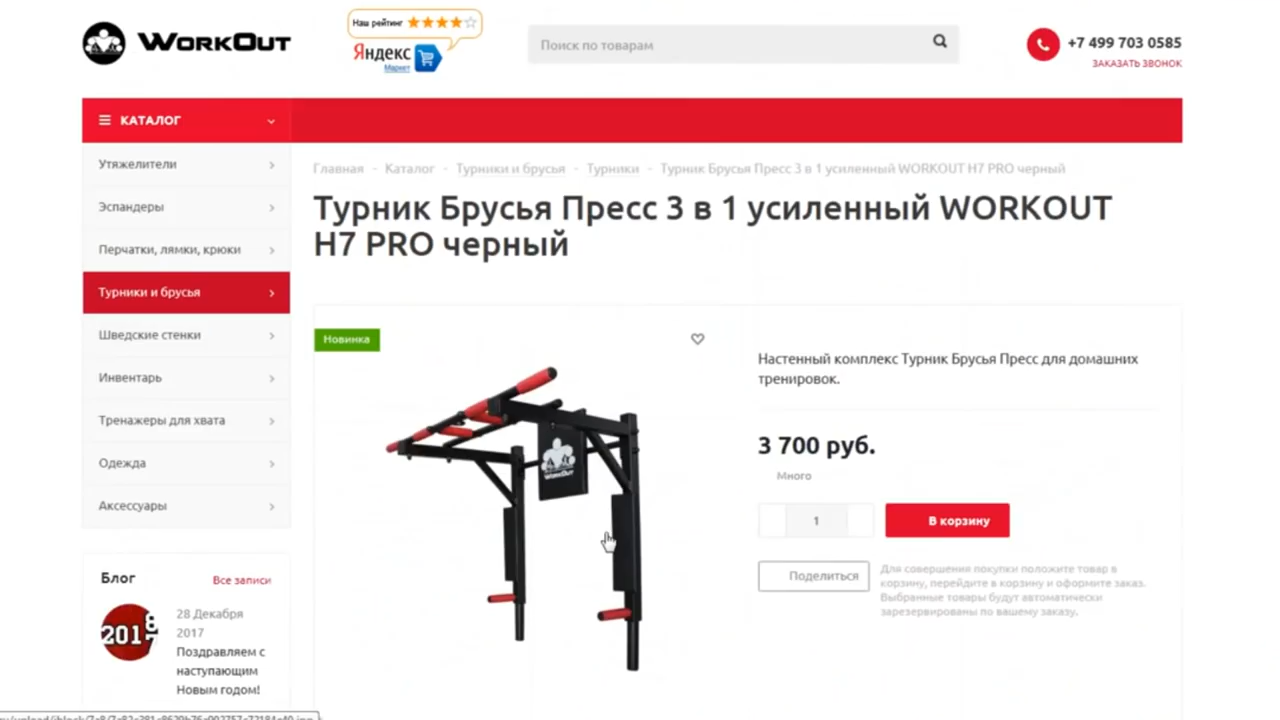 WORKOUT
Наш рейтинг
Яндекс
Маркет
Поиск по товарам
+7 499 703 0585
ЗАКАЗАТЬ ЗВОНОК
КАТАЛОГ
Утяжелители
Эспандеры
Перчатки, лямки, крюки
Турники и брусья
Шведские стенки
Инвентарь
Тренажеры для хвата
Одежда
Аксессуары
Главная - Каталог - Турники и брусья - Турники - Турник Брусья Пресс 3 в 1 усиленный WORKOUT H7 PRO черный
Турник Брусья Пресс 3 в 1 усиленный WORKOUT
H7 PRO черный
Новинка
WORKOUT
Настенный комплекс Турник Брусья Пресс для домашних
тренировок.
3 700 руб.
Много
1
В корзину
Поделиться
Для совершения покупки положите товар в
корзину, перейдите в корзину и оформите заказ.
Выбранные товары будут автоматически
зарезервированы по вашему заказу.
Блог
Все записи
28 Декабря
2017
Поздравляем с
наступающим
Новым годом!